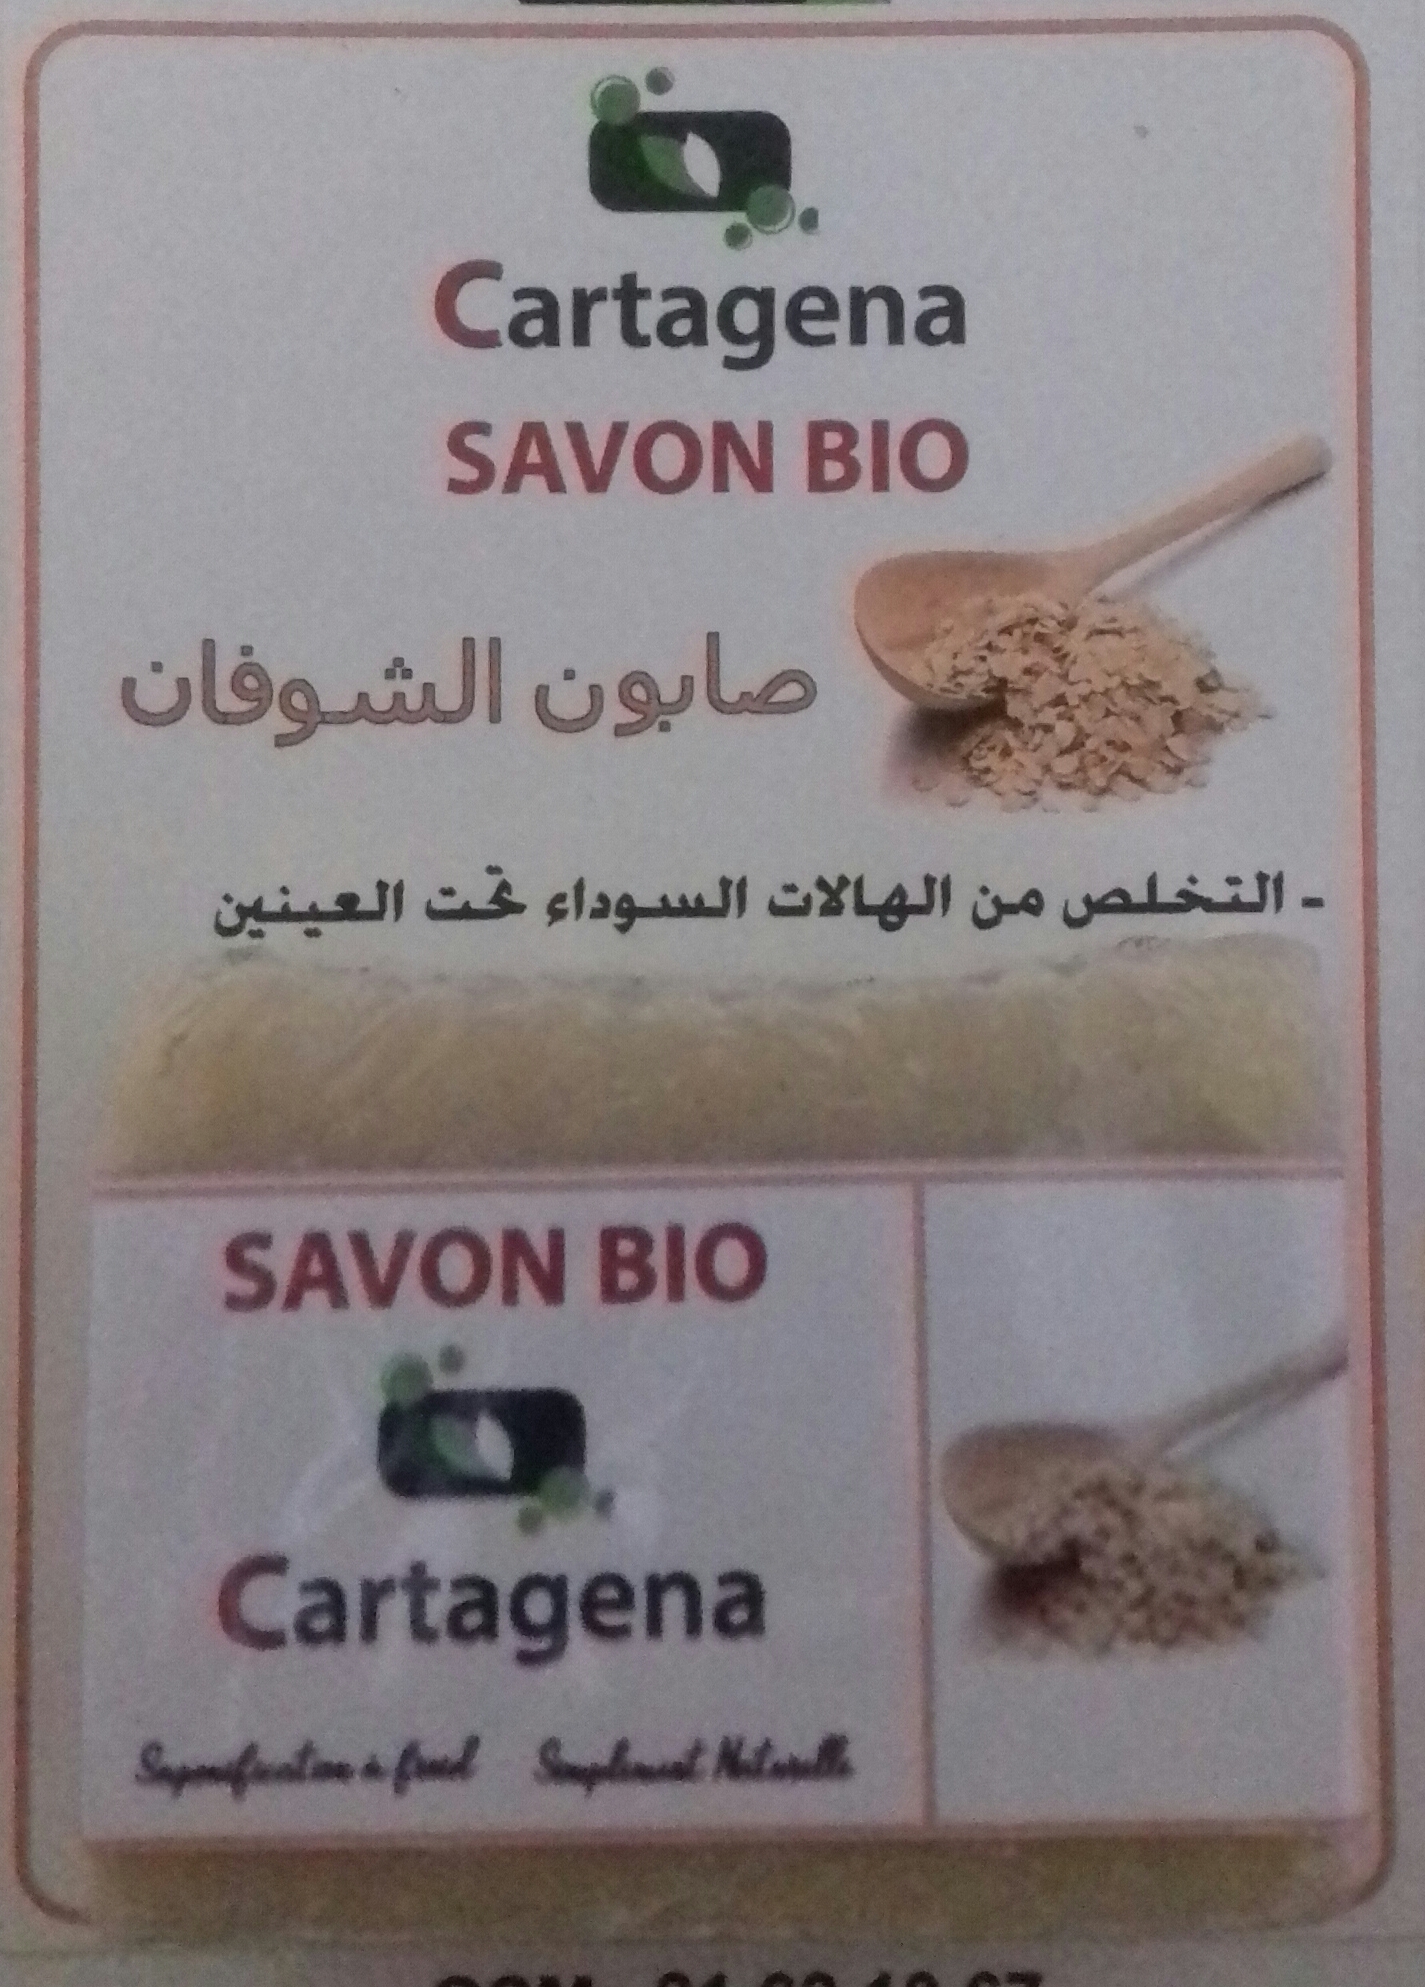 Cartagena
SAVON BIO
صابون الشوفان
- التخلص من الهالات السوداء تحت العينين
SAVON BIO
Cartagena
Saponification à froid Simplement Naturelle